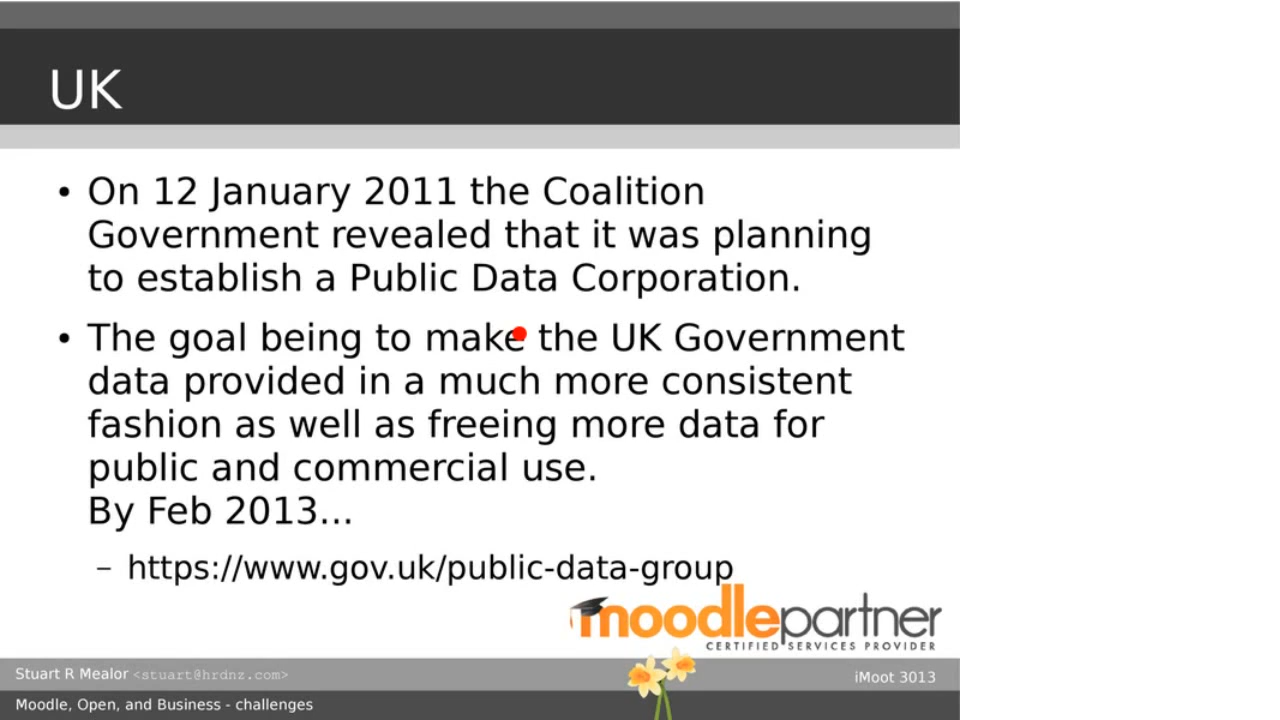 UK
• On 12 January 2011 the Coalition
Government revealed that it was planning
to establish a Public Data Corporation.
• The goal being to make the UK Government
data provided in a much more consistent
fashion as well as freeing more data for
public and commercial use.
By Feb 2013...
– https://www.gov.uk/public-data-group
moodlepartner
CERTIFIED SERVICES PROVIDER
Stuart R Mealor <stuart@hrdnz.com>
iMoot 3013
Moodle, Open, and Business - challenges